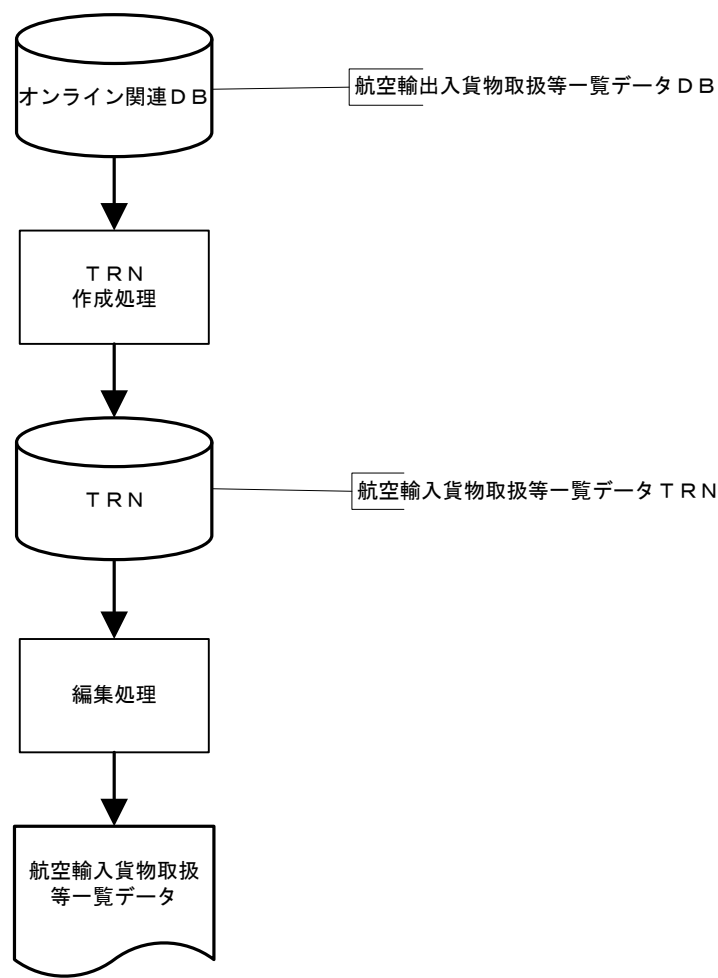 オンライン関連ＤＢ
航空輸出入貨物取扱等一覧データＤＢ
ＴＲＮ
作成処理
ＴＲＮ
航空輸入貨物取扱等一覧データＴＲＮ
編集処理
航空輸入貨物取扱
等一覧データ